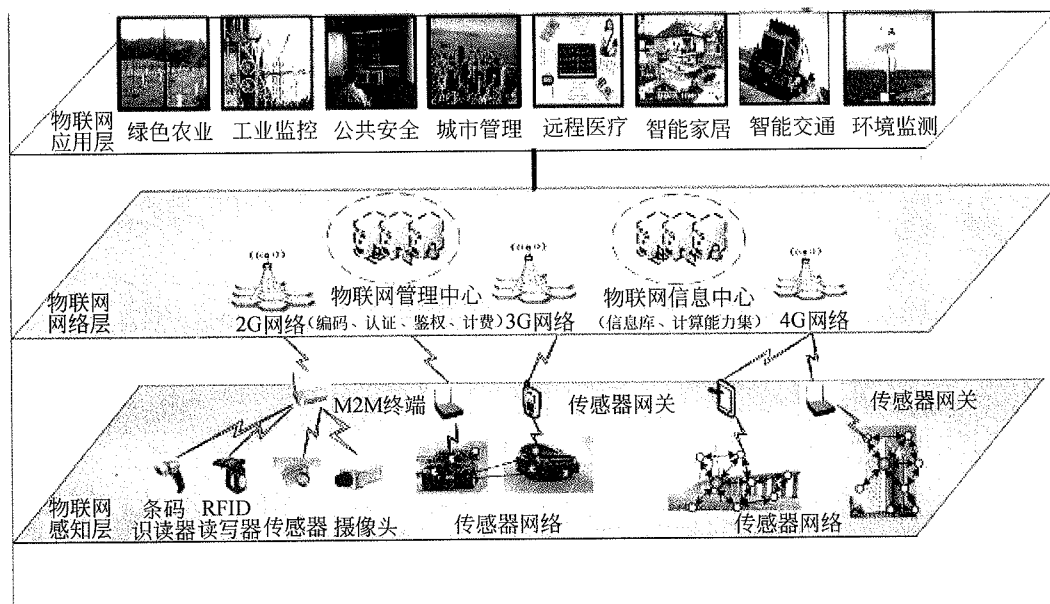 物联网
应用层
绿色农业 工业监控 公共安全 城市管理 远程医疗 智能家居 智能交通 环境监测
物联网
网络层
物联网管理中心 物联网信息中心
2G网络(编码、认证、鉴权、计费)3G网络 (信息库、计算能力集) 4G网络
M2M终端 传感器网关 传感器网关
物联网
感知层
条码 RFID
识读器 读写器 传感器 摄像头 传感器网络 传感器网络